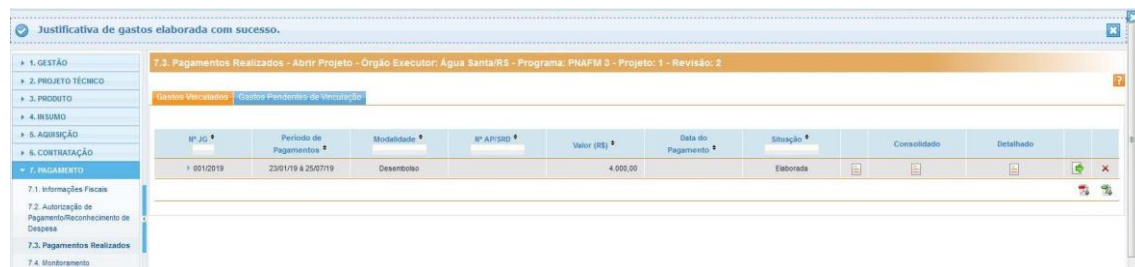 Justificativa de gastos elaborada com sucesso.
1. GESTÃO
2. PROJETO TÉCNICO
3. PRODUTO
4. INSUMO
5. AQUISIÇÃO
6. CONTRATAÇÃO
7. PAGAMENTO
7.1. Informações Fiscais
7.2. Autorização de
Pagamento/Reconhecimento de
Despesa
7.3. Pagamentos Realizados
7.4. Monitoramento
7.3. Pagamentos Realizados - Abrir Projeto - Órgão Executor: Água Santa/RS - Programa: PNAFM 3 - Projeto: 1 - Revisão: 2
?
Gastos Vinculados Gastos Pendentes de Vinculação
Nº JG Período de Pagamentos Modalidade Nº AP/SRD Valor (R$) Data do Pagamento Situação Consolidado Detalhado
001/2019 23/01/19 à 25/07/19 Desembolso 4.000,00 Elaborada